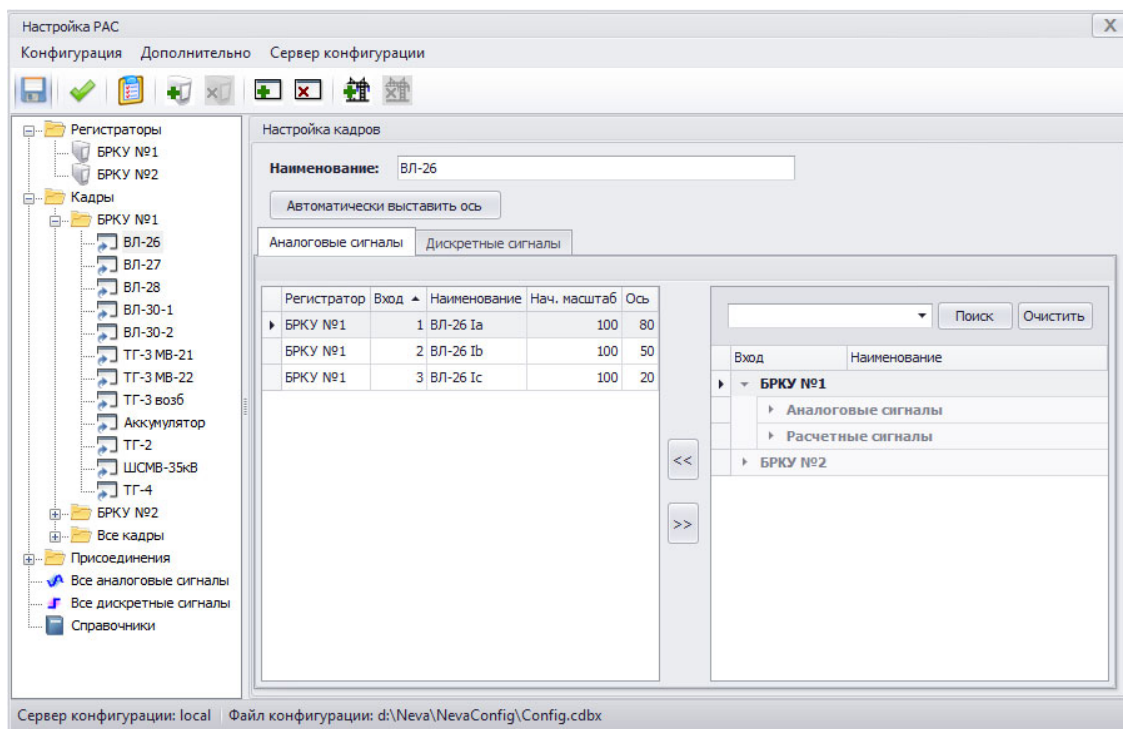 Настройка РАС
X
Конфигурация Дополнительно Сервер конфигурации
Регистраторы
БРКУ №1
БРКУ №2
Кадры
БРКУ №1
ВЛ-26
ВЛ-27
ВЛ-28
ВЛ-30-1
ВЛ-30-2
ТГ-3 МВ-21
ТГ-3 МВ-22
ТГ-3 возб
Аккумулятор
ТГ-2
ШСМВ-35кВ
ТГ-4
БРКУ №2
Все кадры
Присоединения
Все аналоговые сигналы
Все дискретные сигналы
Справочники
Настройка кадров
Наименование: ВЛ-26
Автоматически выставить ось
Аналоговые сигналы Дискретные сигналы
Регистратор Вход Наименование Нач. масштаб Ось
БРКУ №1 1 ВЛ-26 Ia 100 80
БРКУ №1 2 ВЛ-26 Ib 100 50
БРКУ №1 3 ВЛ-26 Ic 100 20
<<
>>
Поиск Очистить
Вход Наименование
БРКУ №1
Аналоговые сигналы
Расчетные сигналы
БРКУ №2
Сервер конфигурации: local Файл конфигурации: d:\Neva\NevaConfig\Config.cdbx